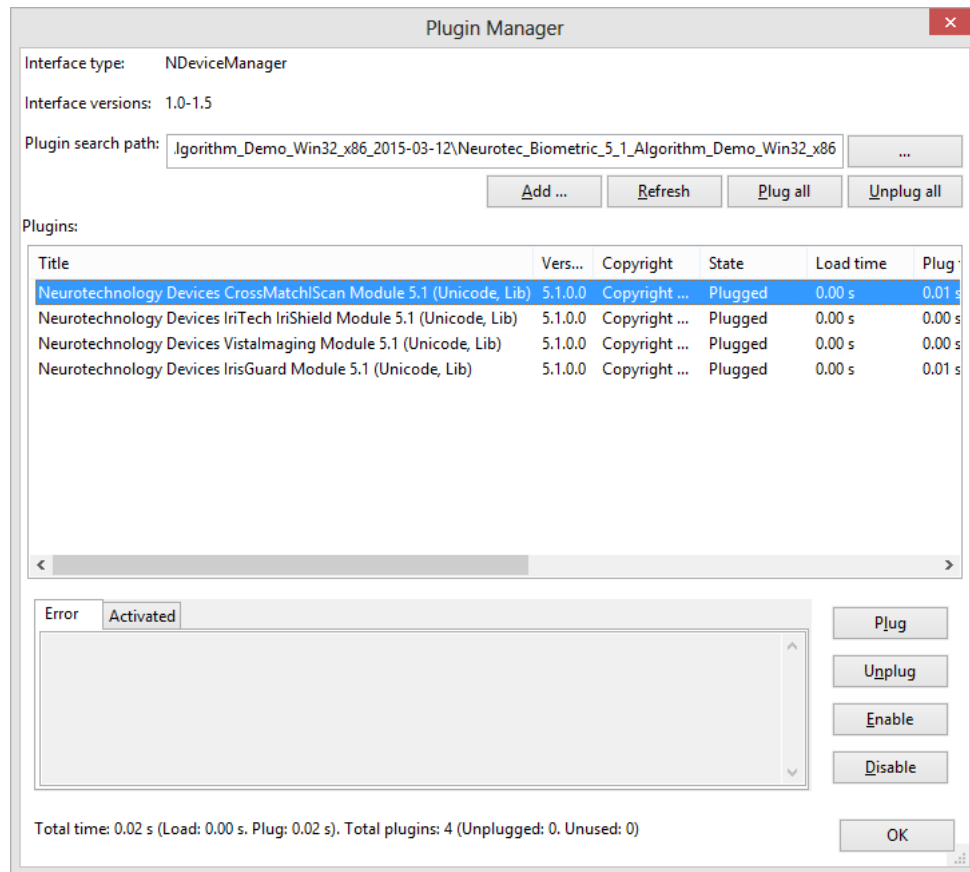 Plugin Manager
Interface type: NDeviceManager
Interface versions: 1.0-1.5
Plugin search path: .lgorithm_Demo_Win32_x86_2015-03-12\Neurotec_Biometric_5_1_Algorithm_Demo_Win32_x86 ...
Add ... Refresh Plug all Unplug all
Plugins:
Title Vers... Copyright State Load time Plug
Neurotechnology Devices CrossMatchIScan Module 5.1 (Unicode, Lib) 5.1.0.0 Copyright ... Plugged 0.00 s 0.01 s
Neurotechnology Devices IriTech IriShield Module 5.1 (Unicode, Lib) 5.1.0.0 Copyright ... Plugged 0.00 s 0.00 s
Neurotechnology Devices VistaImaging Module 5.1 (Unicode, Lib) 5.1.0.0 Copyright ... Plugged 0.00 s 0.00 s
Neurotechnology Devices IrisGuard Module 5.1 (Unicode, Lib) 5.1.0.0 Copyright ... Plugged 0.00 s 0.01 s
Error Activated
Plug
Unplug
Enable
Disable
Total time: 0.02 s (Load: 0.00 s. Plug: 0.02 s). Total plugins: 4 (Unplugged: 0. Unused: 0)
OK